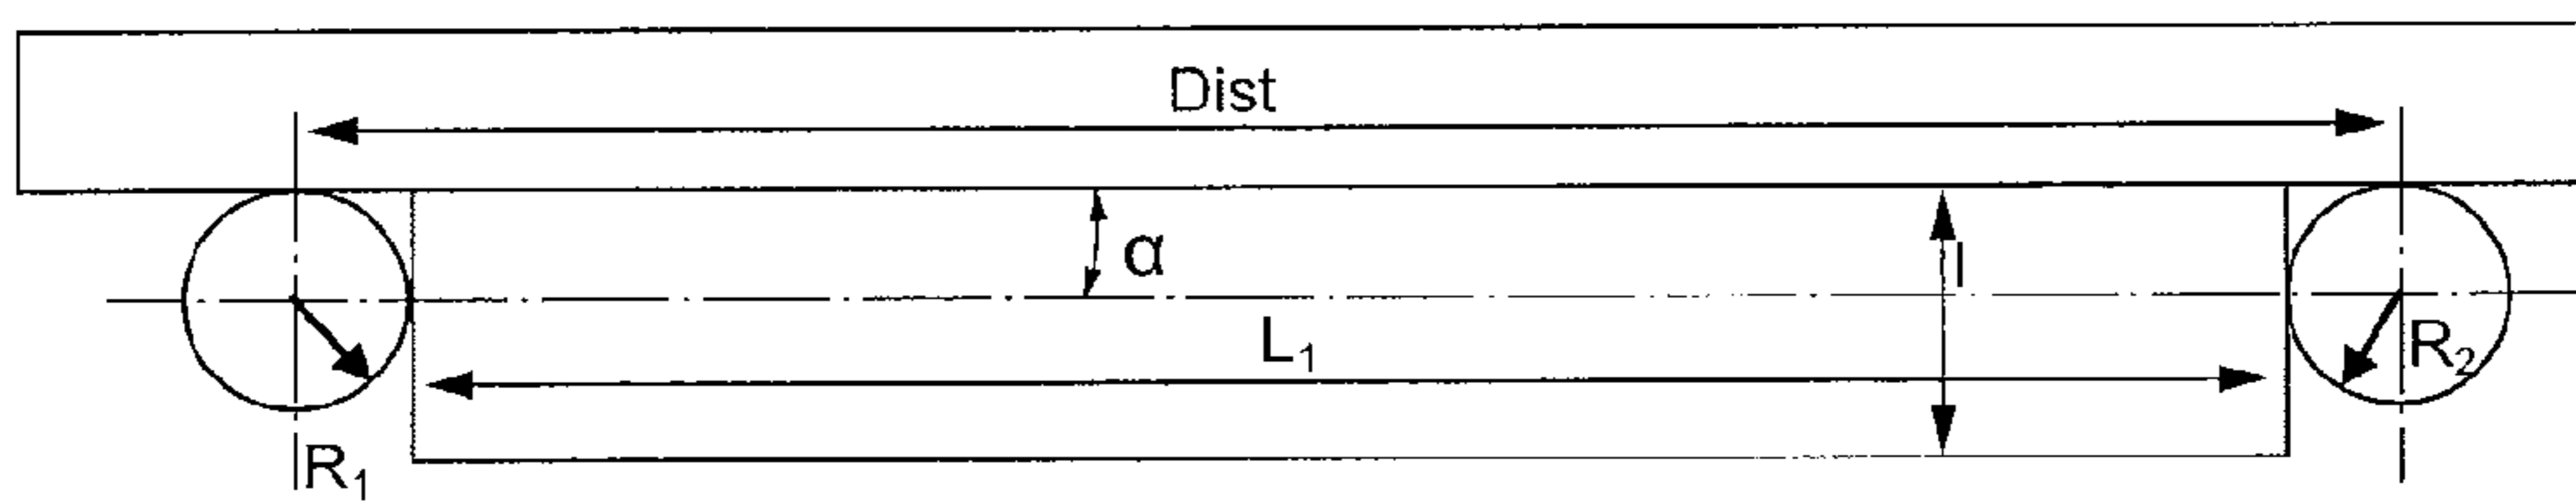 Dist
α
l
L₁
R₂
R₁